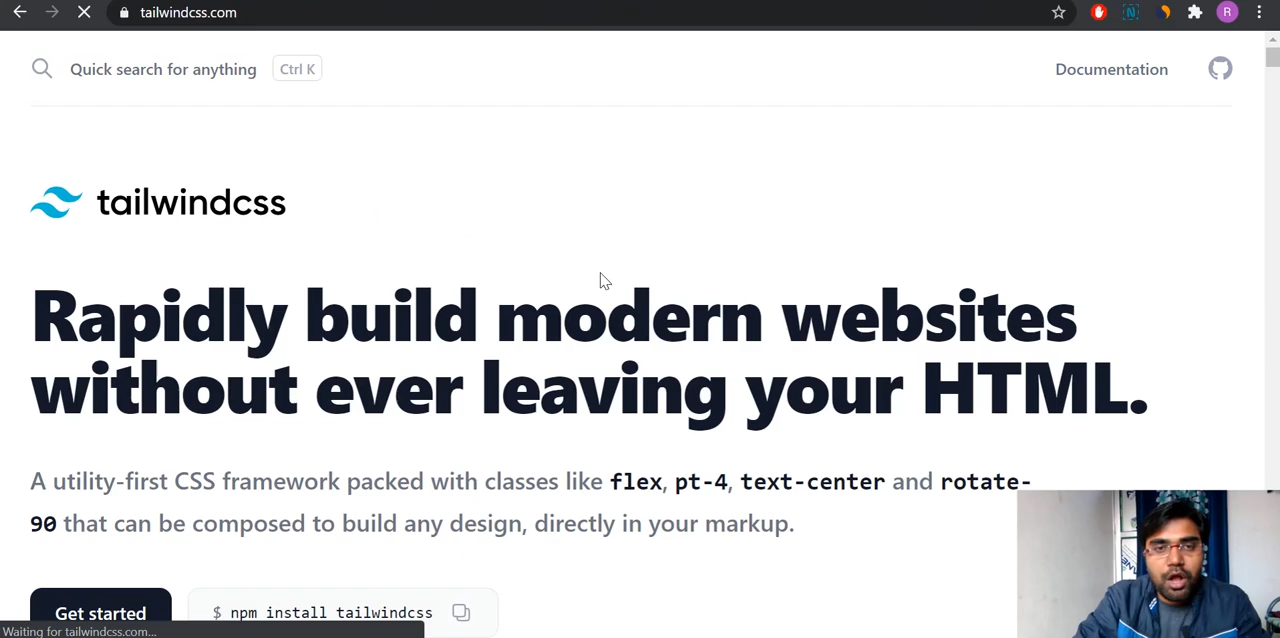 tailwindcss.com
R
Quick search for anything Ctrl K
Documentation
tailwindcss
Rapidly build modern websites
without ever leaving your HTML.
A utility-first CSS framework packed with classes like flex, pt-4, text-center and rotate-
90 that can be composed to build any design, directly in your markup.
Get started
$ npm install tailwindcss
Waiting for tailwindcss.com...